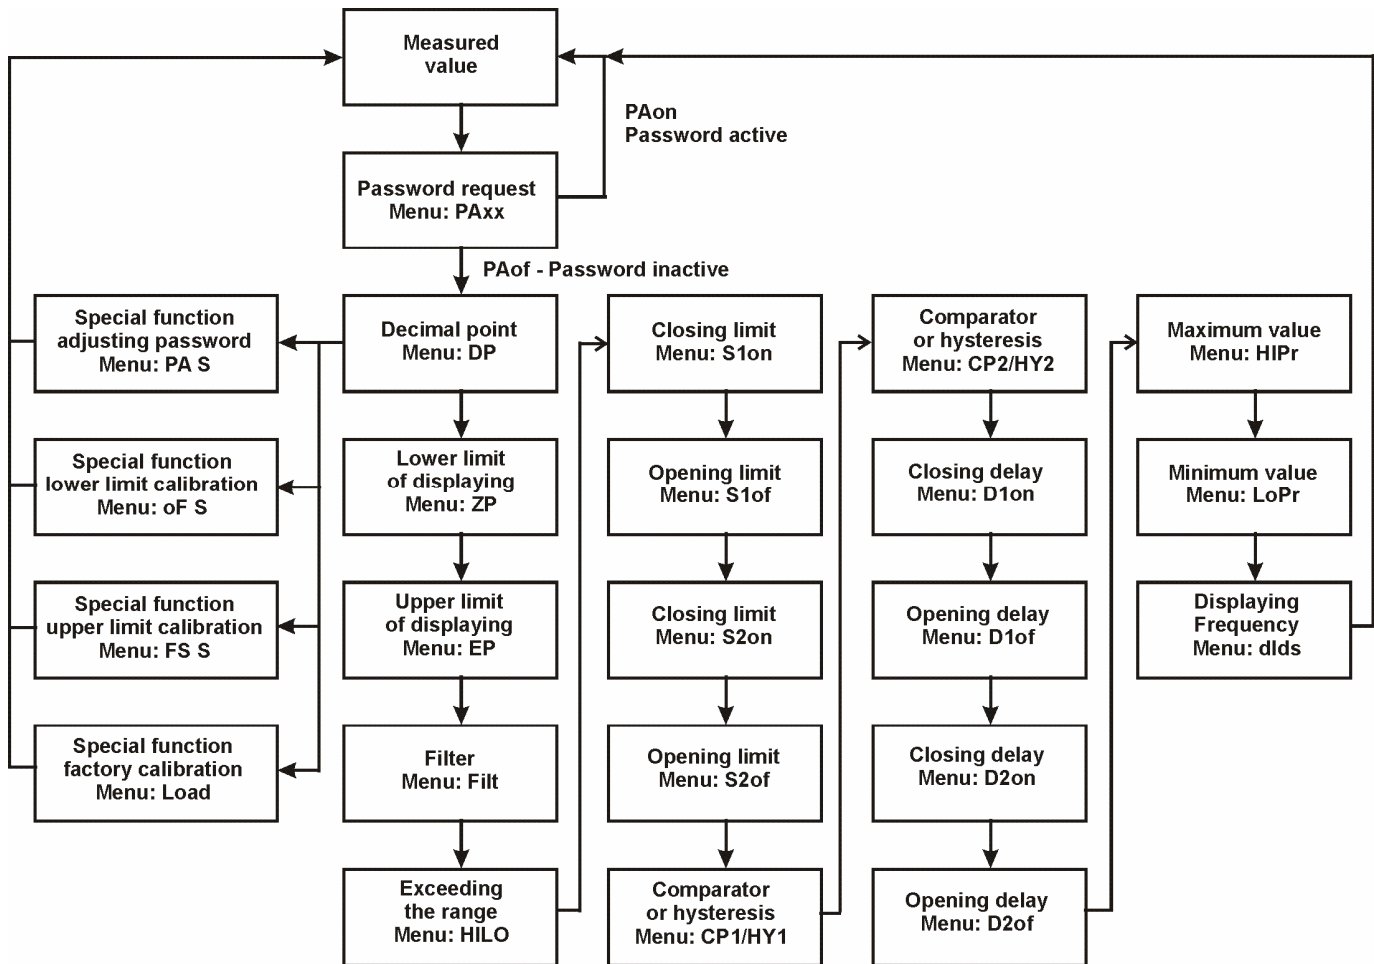 Measured
value
PAon
Password active
Password request
Menu: PAxx
PAof - Password inactive
Special function
adjusting password
Menu: PA S
Special function
lower limit calibration
Menu: oF S
Special function
upper limit calibration
Menu: FS S
Special function
factory calibration
Menu: Load
Decimal point
Menu: DP
Lower limit
of displaying
Menu: ZP
Upper limit
of displaying
Menu: EP
Filter
Menu: Filt
Exceeding
the range
Menu: HILO
Closing limit
Menu: S1on
Opening limit
Menu: S1of
Closing limit
Menu: S2on
Opening limit
Menu: S2of
Comparator
or hysteresis
Menu: CP1/HY1
Comparator
or hysteresis
Menu: CP2/HY2
Closing delay
Menu: D1on
Opening delay
Menu: D1of
Closing delay
Menu: D2on
Opening delay
Menu: D2of
Maximum value
Menu: HIPr
Minimum value
Menu: LoPr
Displaying
Frequency
Menu: dIds